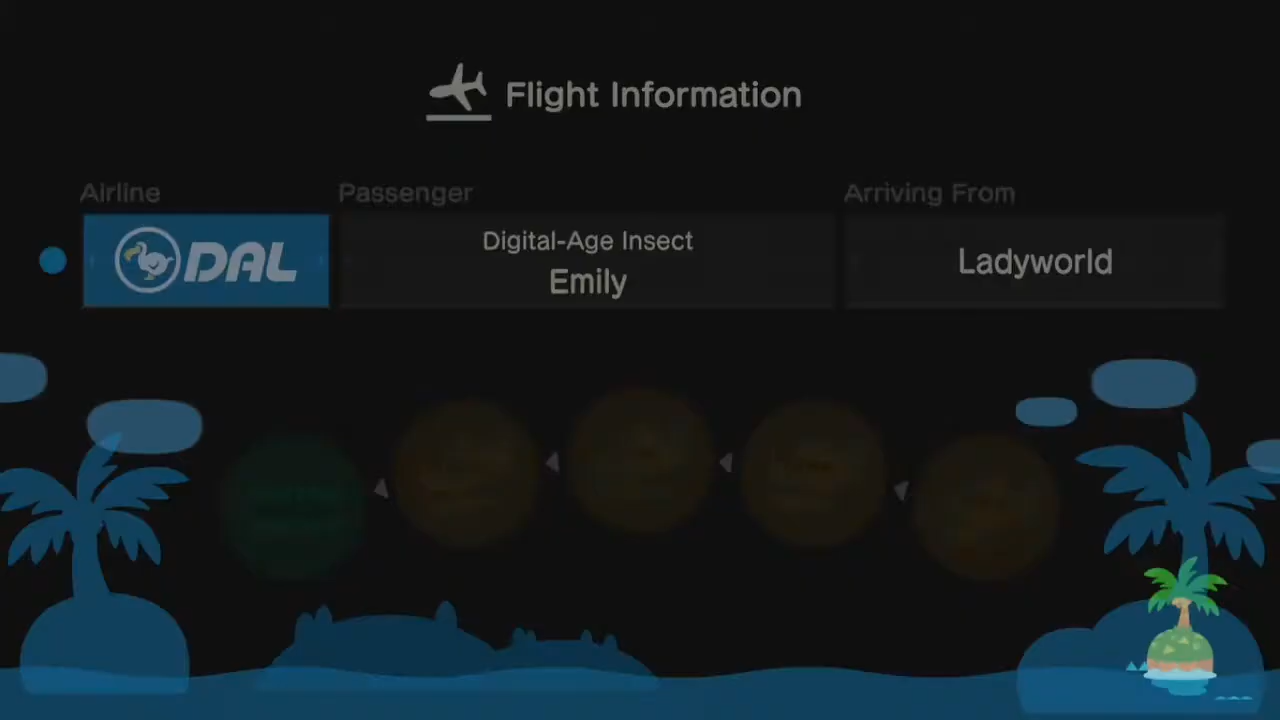 Flight Information
Airline
Passenger
Arriving From
DAL
Digital-Age Insect
Emily
Ladyworld